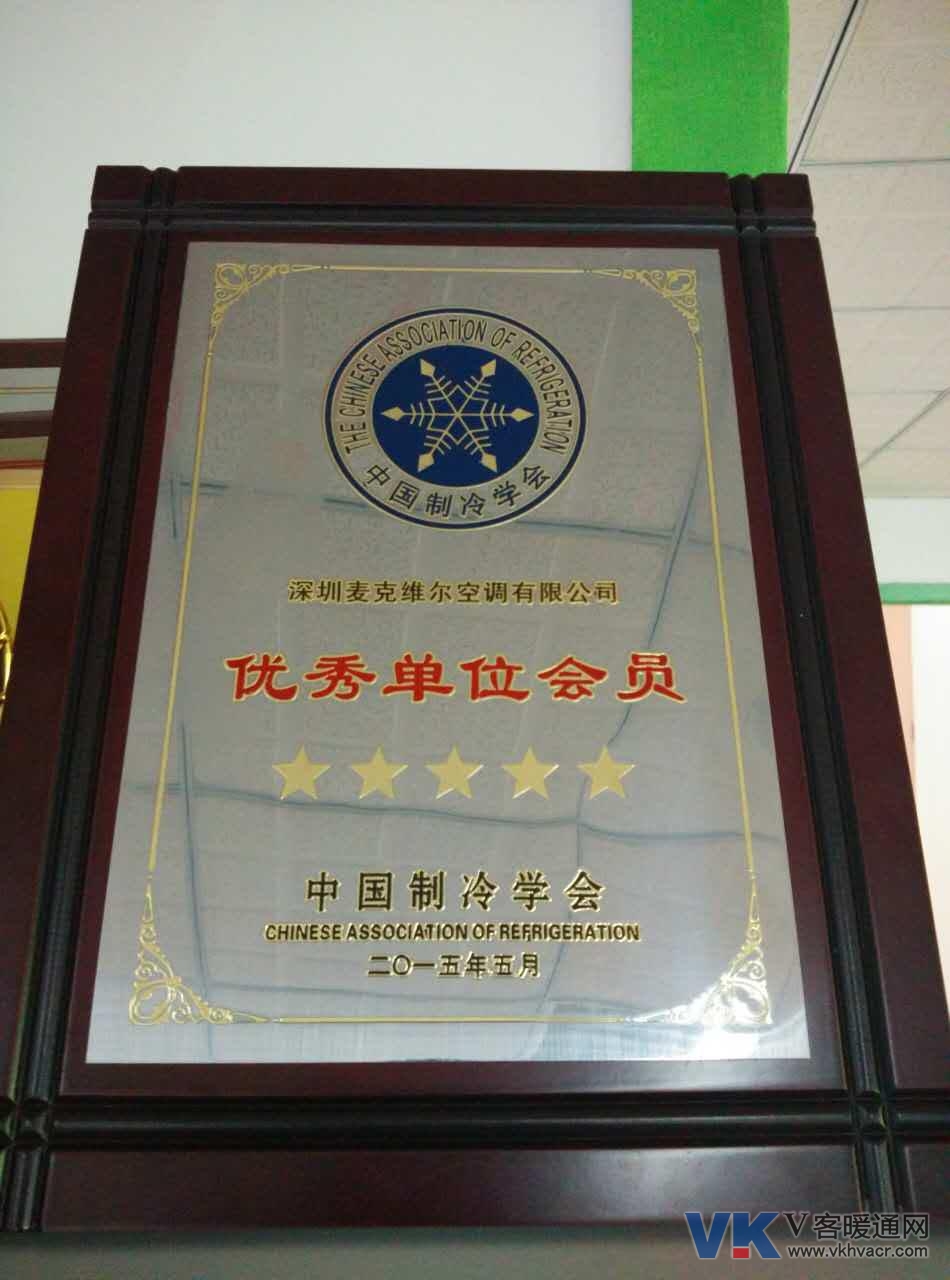 THE CHINESE ASSOCIATION OF REFRIGERATION
中国制冷学会
深圳麦克维尔空调有限公司
优秀单位会员
中国制冷学会
CHINESE ASSOCIATION OF REFRIGERATION
二〇一五年五月
VK V客暖通网
www.vkhvacr.com